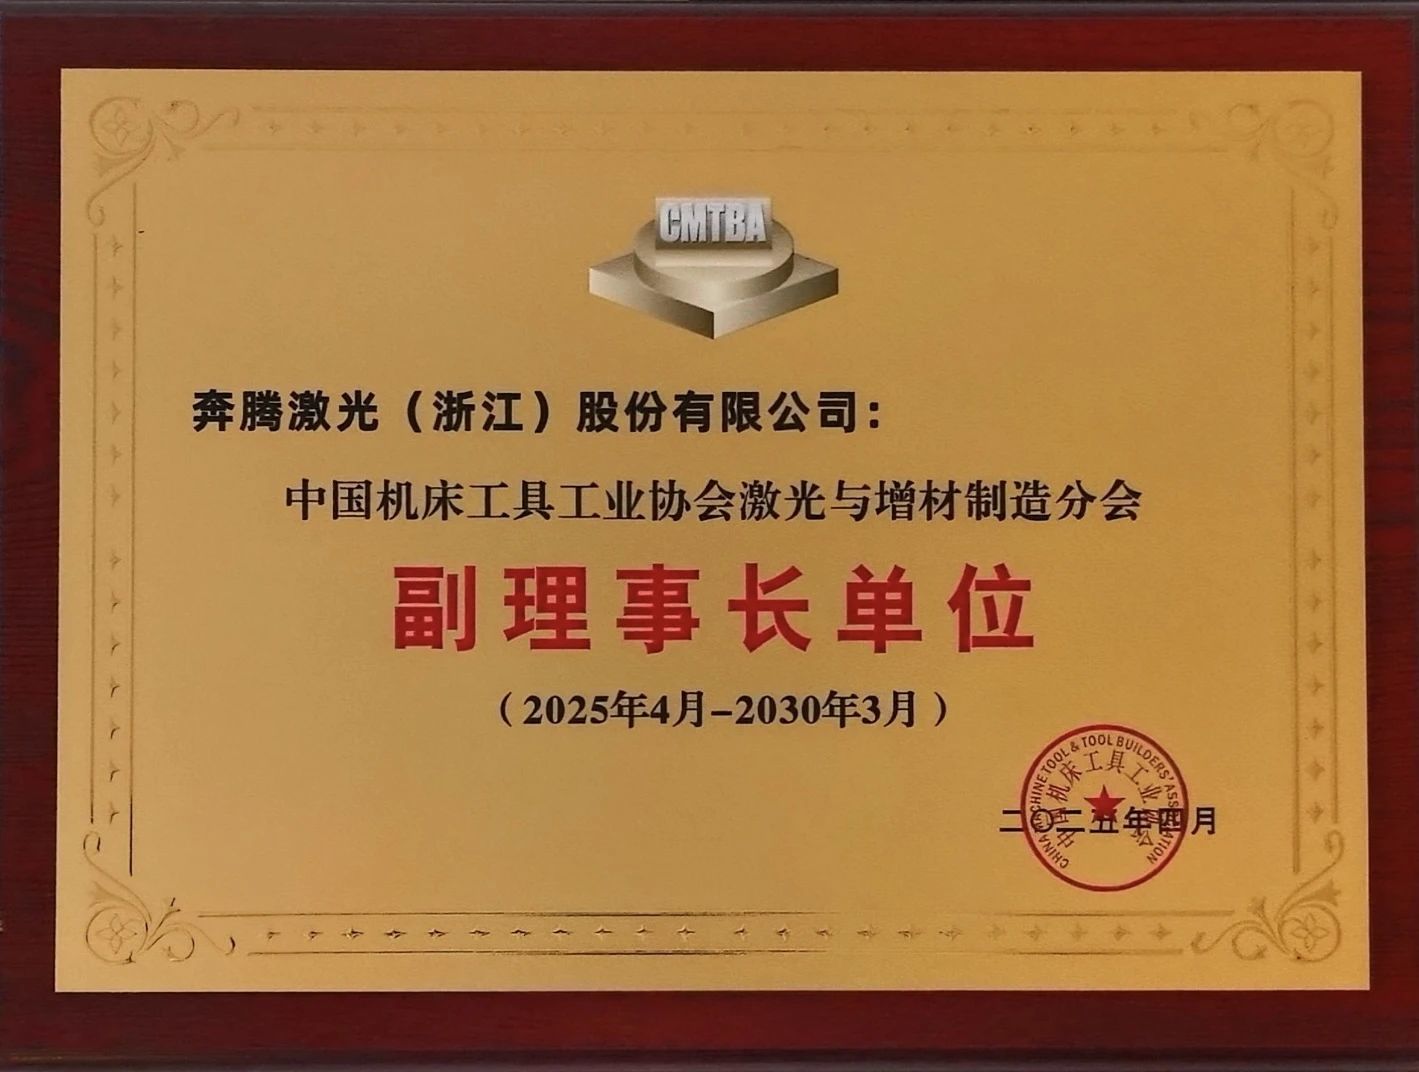 CMTBA
奔腾激光（浙江）股份有限公司：
中国机床工具工业协会激光与增材制造分会
副理事长单位
（2025年4月-2030年3月）
CHINA MACHINE TOOL & TOOL BUILDERS' ASSOCIATION
中国机床工具工业协会
二〇二五年四月